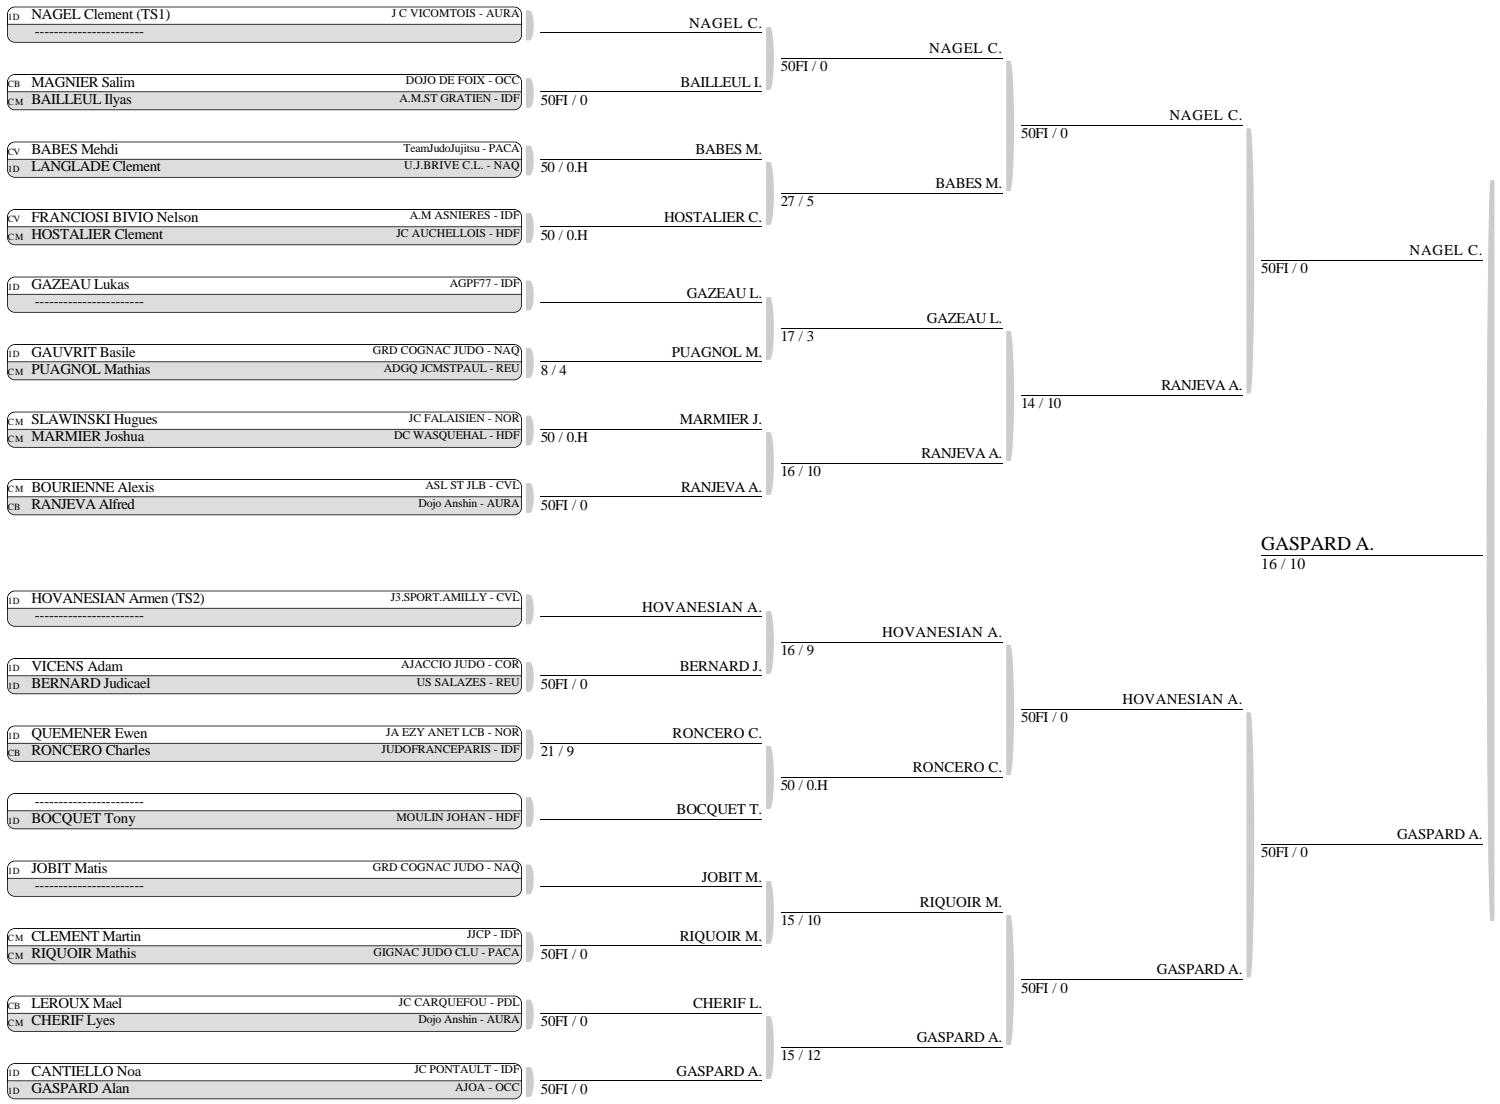 1D NAGEL Clement (TS1) J C VICOMTOIS - AURA
-----------------------
CB MAGNIER Salim DOJO DE FOIX - OCC
CM BAILLEUL Ilyas A.M.ST GRATIEN - IDF
CV BABES Mehdi TeamJudoJujitsu - PACA
1D LANGLADE Clement U.J.BRIVE C.L. - NAQ
CV FRANCIOSI BIVIO Nelson A.M ASNIERES - IDF
CM HOSTALIER Clement JC AUCHELLOIS - HDF
1D GAZEAU Lukas AGPF77 - IDF
-----------------------
1D GAUVRIT Basile GRD COGNAC JUDO - NAQ
CM PUAGNOL Mathias ADGQ JCMSTPAUL - REU
CM SLAWINSKI Hugues JC FALAISIEN - NOR
CM MARMIER Joshua DC WASQUEHAL - HDF
CM BOURIENNE Alexis ASL ST JLB - CVL
CB RANJEVA Alfred Dojo Anshin - AURA
1D HOVANESIAN Armen (TS2) J3.SPORT.AMILLY - CVL
-----------------------
1D VICENS Adam AJACCIO JUDO - COR
1D BERNARD Judicael US SALAZES - REU
1D QUEMENER Ewen JA EZY ANET LCB - NOR
CB RONCERO Charles JUDOFRANCEPARIS - IDF
-----------------------
1D BOCQUET Tony MOULIN JOHAN - HDF
1D JOBIT Matis GRD COGNAC JUDO - NAQ
-----------------------
CM CLEMENT Martin JJCP - IDF
CM RIQUOIR Mathis GIGNAC JUDO CLU - PACA
CB LEROUX Mael JC CARQUEFOU - PDL
CM CHERIF Lyes Dojo Anshin - AURA
1D CANTIELLO Noa JC PONTAULT - IDF
1D GASPARD Alan AJOA - OCC
NAGEL C.
BAILLEUL I.
50FI / 0
BABES M.
50 / 0.H
HOSTALIER C.
50 / 0.H
GAZEAU L.
PUAGNOL M.
8 / 4
MARMIER J.
50 / 0.H
RANJEVA A.
50FI / 0
HOVANESIAN A.
BERNARD J.
50FI / 0
RONCERO C.
21 / 9
BOCQUET T.
JOBIT M.
RIQUOIR M.
50FI / 0
CHERIF L.
50FI / 0
GASPARD A.
50FI / 0
NAGEL C.
50FI / 0
BABES M.
27 / 5
GAZEAU L.
17 / 3
RANJEVA A.
16 / 10
HOVANESIAN A.
16 / 9
RONCERO C.
50 / 0.H
RIQUOIR M.
15 / 10
GASPARD A.
15 / 12
NAGEL C.
50FI / 0
RANJEVA A.
14 / 10
HOVANESIAN A.
50FI / 0
GASPARD A.
50FI / 0
NAGEL C.
50FI / 0
GASPARD A.
50FI / 0
GASPARD A.
16 / 10